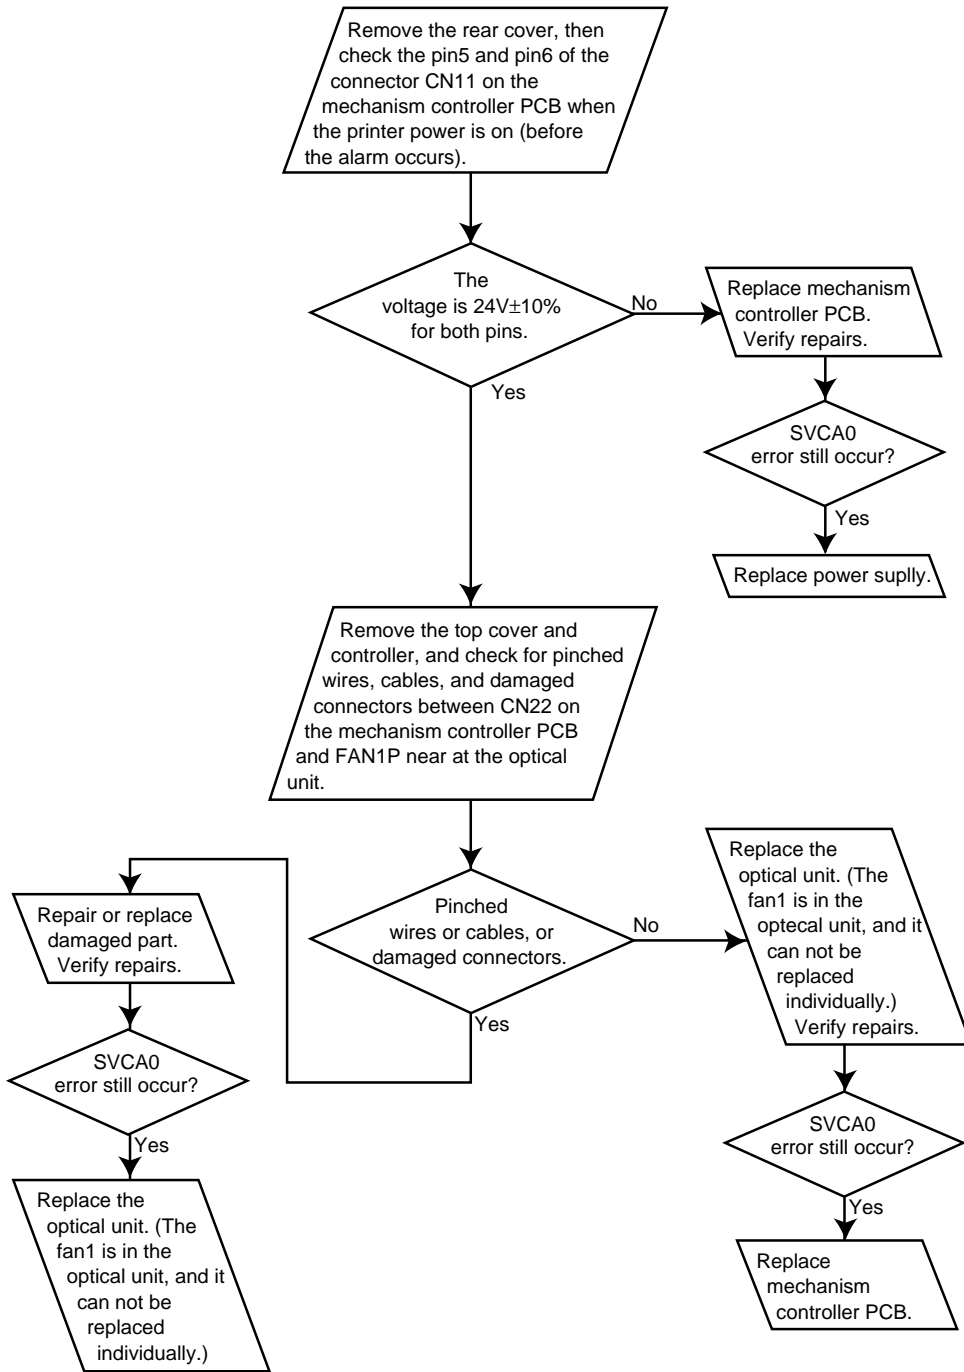 Remove the rear cover, then
check the pin5 and pin6 of the
connector CN11 on the
mechanism controller PCB when
the printer power is on (before
the alarm occurs).
The
voltage is 24V±10%
for both pins.
No
Replace mechanism
controller PCB.
Verify repairs.
Yes
SVCA0
error still occur?
Yes
Replace power suplly.
Remove the top cover and
controller, and check for pinched
wires, cables, and damaged
connectors between CN22 on
the mechanism controller PCB
and FAN1P near at the optical
unit.
Pinched
wires or cables, or
damaged connectors.
No
Replace the
optical unit. (The
fan1 is in the
optecal unit, and it
can not be
replaced
individually.)
Verify repairs.
Yes
Repair or replace
damaged part.
Verify repairs.
SVCA0
error still occur?
Yes
Replace the
optical unit. (The
fan1 is in the
optical unit, and it
can not be
replaced
individually.)
SVCA0
error still occur?
Yes
Replace
mechanism
controller PCB.